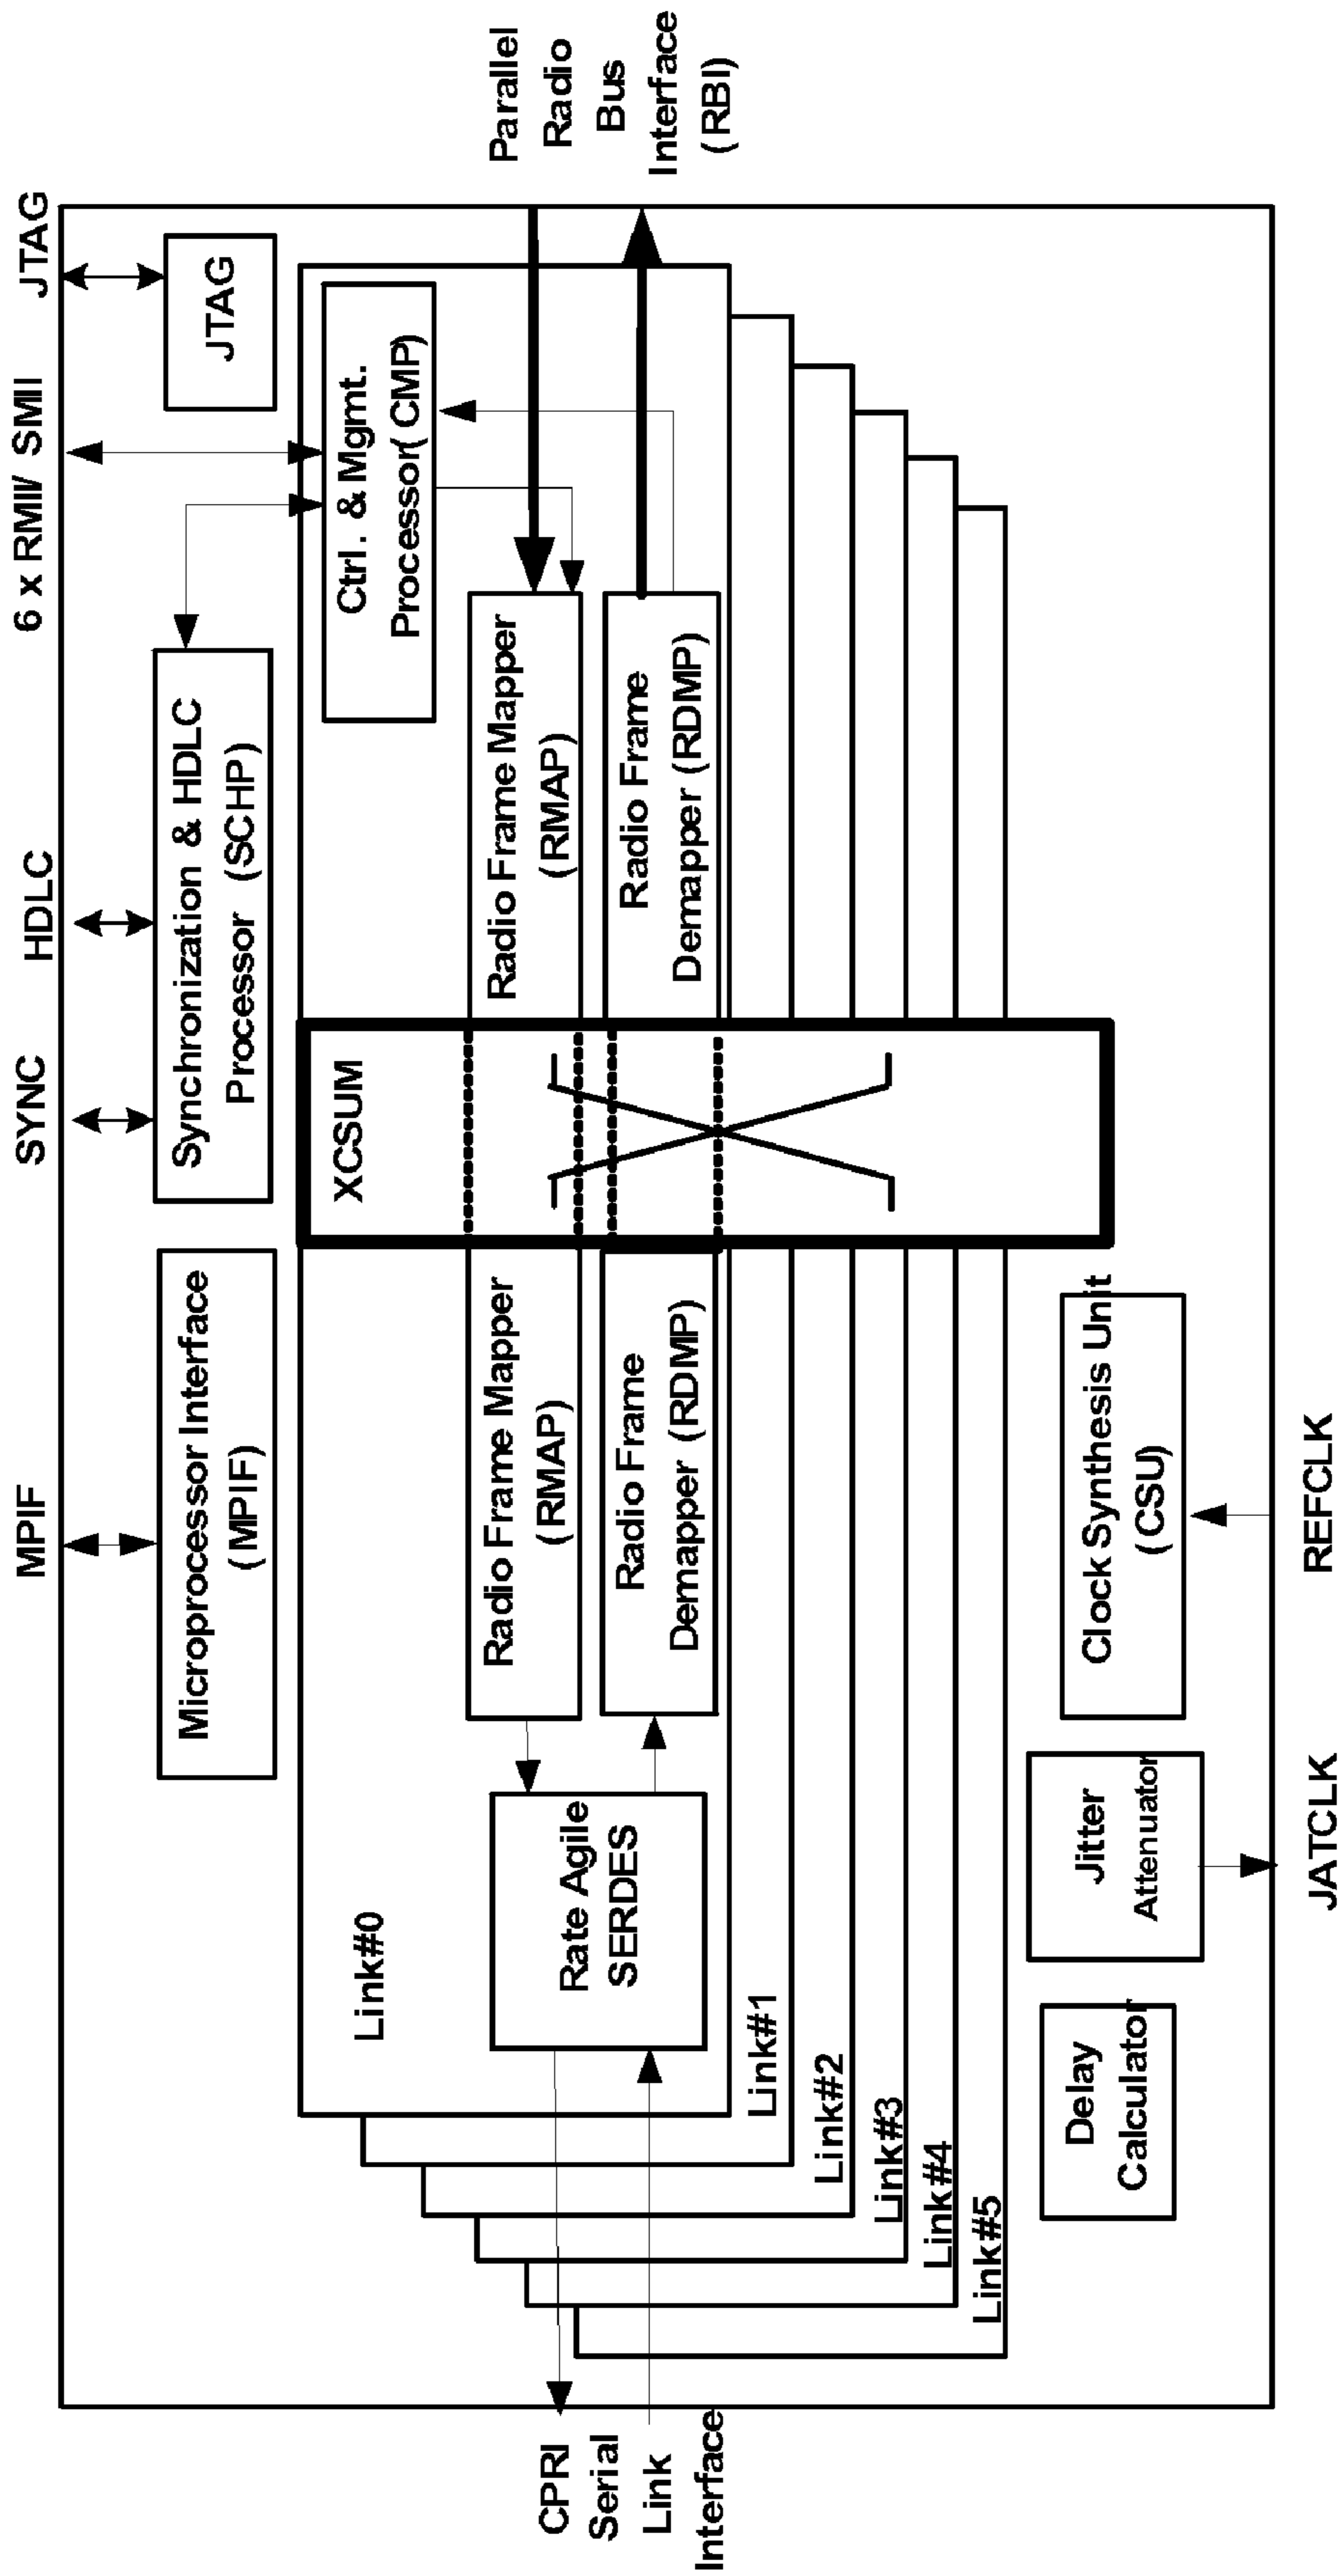 MPIF
SYNC
HDLC
6 x RMII/ SMII
JTAG
Microprocessor Interface
(MPIF)
Synchronization & HDLC
Processor (SCHP)
JTAG
Link#0
XCSUM
Ctrl. & Mgmt.
Processor(CMP)
Rate Agile
SERDES
Radio Frame Mapper
(RMAP)
Radio Frame
Demapper (RDMP)
Radio Frame Mapper
(RMAP)
Radio Frame
Demapper (RDMP)
CPRI
Serial
Link
Interface
Parallel
Radio
Bus
Interface
(RBI)
Link#1
Link#2
Link#3
Link#4
Link#5
Delay
Calculator
Jitter
Attenuator
Clock Synthesis Unit
(CSU)
JATCLK
REFCLK